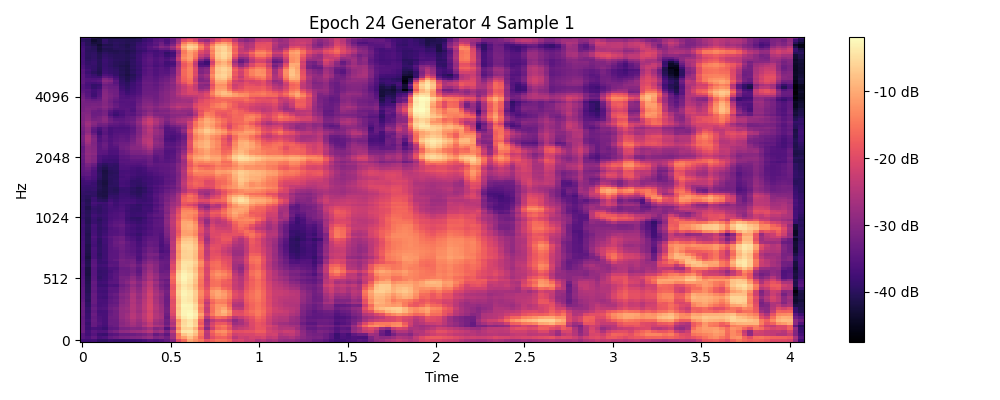 Epoch 24 Generator 4 Sample 1
Hz
4096
2048
1024
512
0
0 0.5 1 1.5 2 2.5 3 3.5 4
Time
-10 dB
-20 dB
-30 dB
-40 dB